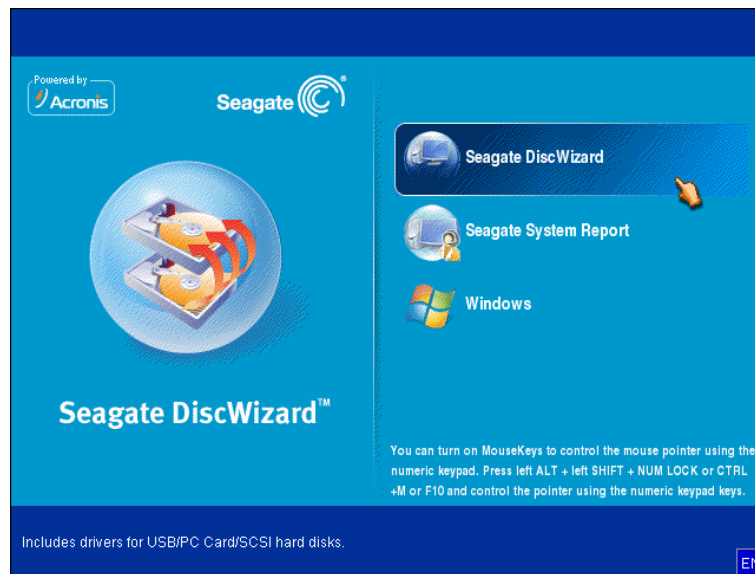 Powered by
Acronis
Seagate
Seagate DiscWizard™
Seagate DiscWizard
Seagate System Report
Windows
You can turn on MouseKeys to control the mouse pointer using the
numeric keypad. Press left ALT + left SHIFT + NUM LOCK or CTRL
+M or F10 and control the pointer using the numeric keypad keys.
Includes drivers for USB/PC Card/SCSI hard disks.
EN